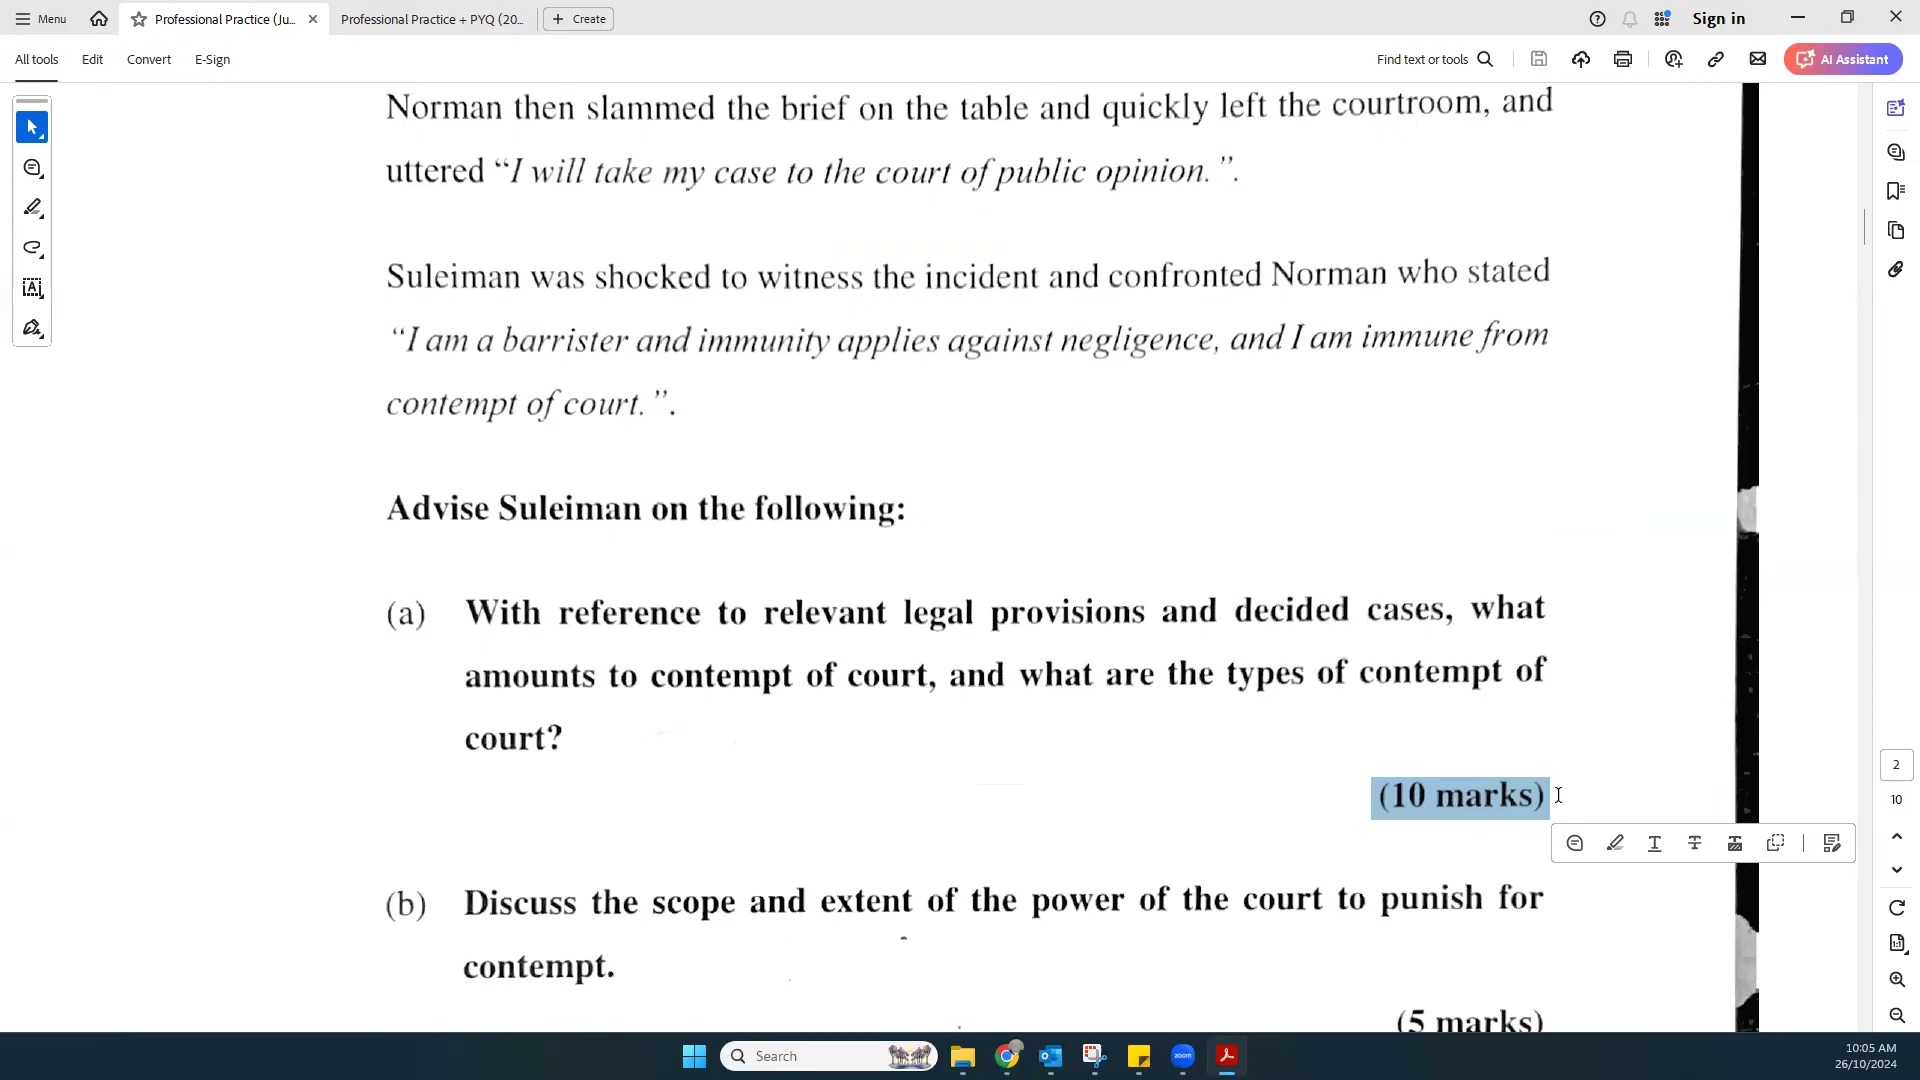 Menu
Professional Practice (Ju...
Professional Practice + PYQ (20...
Create
Sign in
All tools
Edit
Convert
E-Sign
Find text or tools
AI Assistant
Norman then slammed the brief on the table and quickly left the courtroom, and
uttered “I will take my case to the court of public opinion.”.
Suleiman was shocked to witness the incident and confronted Norman who stated
“I am a barrister and immunity applies against negligence, and I am immune from
contempt of court.”.
Advise Suleiman on the following:
(a) With reference to relevant legal provisions and decided cases, what
amounts to contempt of court, and what are the types of contempt of
court?
(10 marks)
(b) Discuss the scope and extent of the power of the court to punish for
contempt.
(5 marks)
2
10
Search
zoom
10:05 AM
26/10/2024